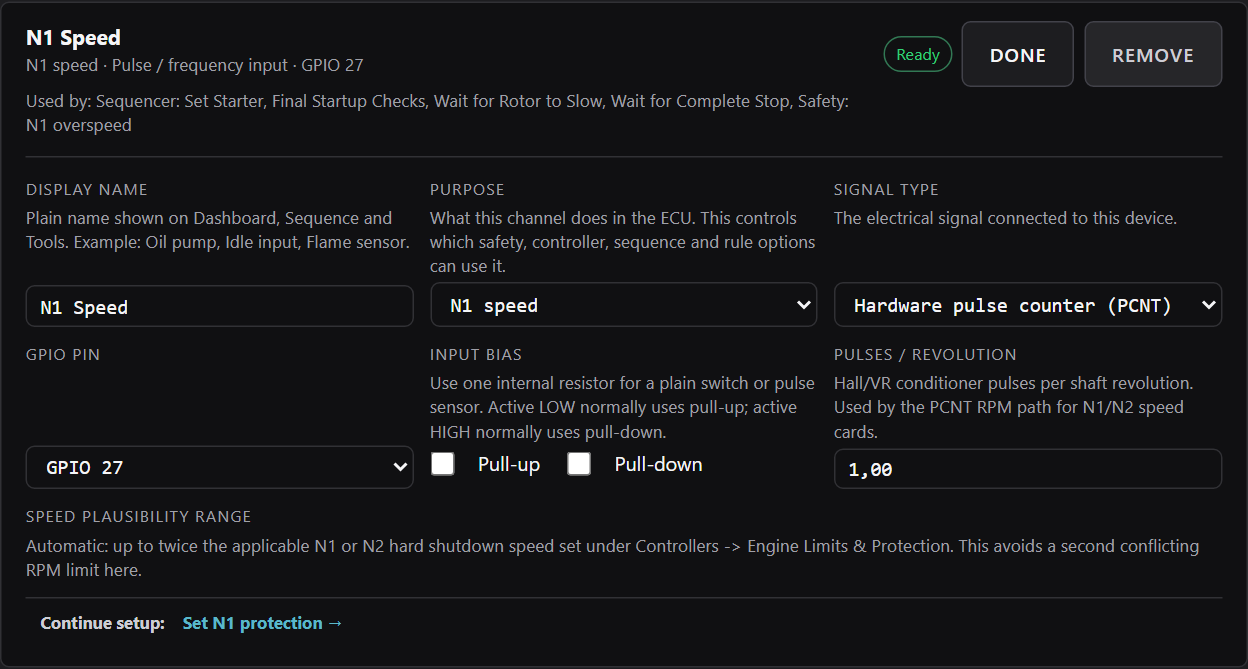 N1 Speed
N1 speed · Pulse / frequency input · GPIO 27
Used by: Sequencer: Set Starter, Final Startup Checks, Wait for Rotor to Slow, Wait for Complete Stop, Safety:
N1 overspeed
Ready
DONE
REMOVE
DISPLAY NAME
Plain name shown on Dashboard, Sequence and
Tools. Example: Oil pump, Idle input, Flame sensor.
N1 Speed
PURPOSE
What this channel does in the ECU. This controls
which safety, controller, sequence and rule options
can use it.
N1 speed
SIGNAL TYPE
The electrical signal connected to this device.
Hardware pulse counter (PCNT)
GPIO PIN
GPIO 27
INPUT BIAS
Use one internal resistor for a plain switch or pulse
sensor. Active LOW normally uses pull-up; active
HIGH normally uses pull-down.
Pull-up
Pull-down
PULSES / REVOLUTION
Hall/VR conditioner pulses per shaft revolution.
Used by the PCNT RPM path for N1/N2 speed
cards.
1,00
SPEED PLAUSIBILITY RANGE
Automatic: up to twice the applicable N1 or N2 hard shutdown speed set under Controllers -> Engine Limits & Protection. This avoids a second conflicting
RPM limit here.
Continue setup: Set N1 protection →